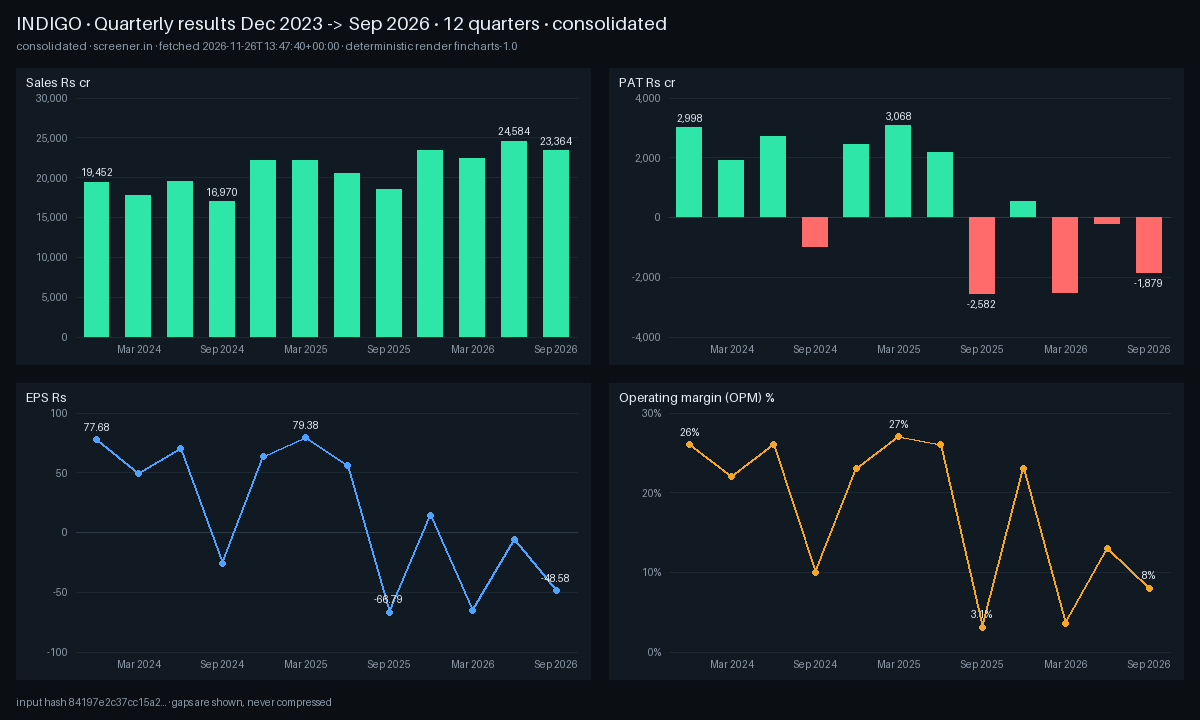 INDIGO · Quarterly results Dec 2023 -> Sep 2026 · 12 quarters · consolidated
consolidated · screener.in · fetched 2026-11-26T13:47:40+00:00 · deterministic render fincharts-1.0
Sales Rs cr
30,000
25,000
20,000
15,000
10,000
5,000
0
19,452
16,970
24,584
23,364
Mar 2024
Sep 2024
Mar 2025
Sep 2025
Mar 2026
Sep 2026
PAT Rs cr
4,000
2,000
0
-2,000
-4,000
2,998
3,068
-2,582
-1,879
Mar 2024
Sep 2024
Mar 2025
Sep 2025
Mar 2026
Sep 2026
EPS Rs
100
50
0
-50
-100
77.68
79.38
-66.79
-48.58
Mar 2024
Sep 2024
Mar 2025
Sep 2025
Mar 2026
Sep 2026
Operating margin (OPM) %
30%
20%
10%
0%
26%
27%
3.1%
8%
Mar 2024
Sep 2024
Mar 2025
Sep 2025
Mar 2026
Sep 2026
input hash 84197e2c37cc15a2… · gaps are shown, never compressed